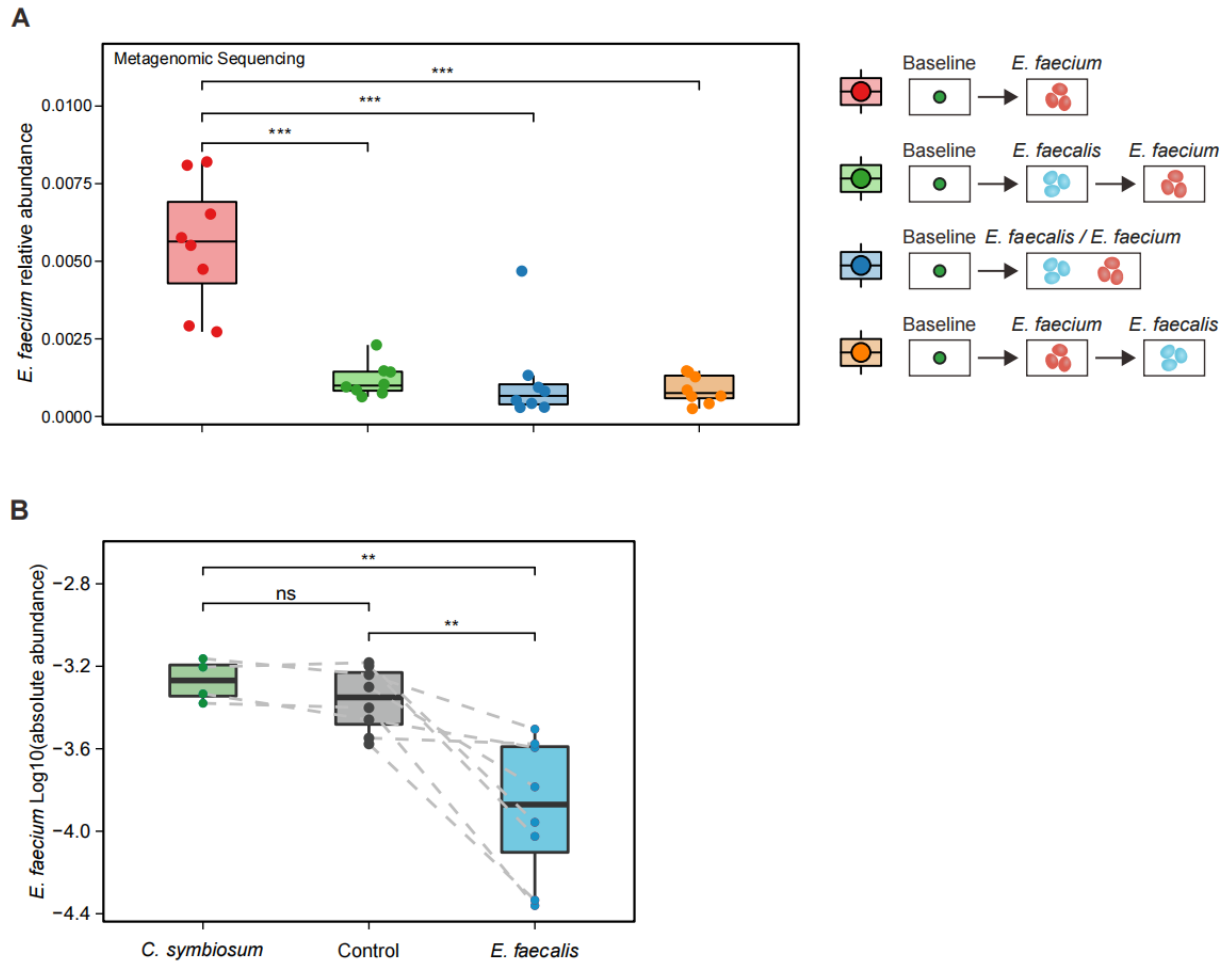 A
Metagenomic Sequencing
***
***
***
E. faecium relative abundance
0.0100
0.0075
0.0050
0.0025
0.0000
Baseline E. faecium
Baseline E. faecalis E. faecium
Baseline E. faecalis / E. faecium
Baseline E. faecium E. faecalis
B
**
ns
**
E. faecium Log10(absolute abundance)
−2.8
−3.2
−3.6
−4.0
−4.4
C. symbiosum Control E. faecalis